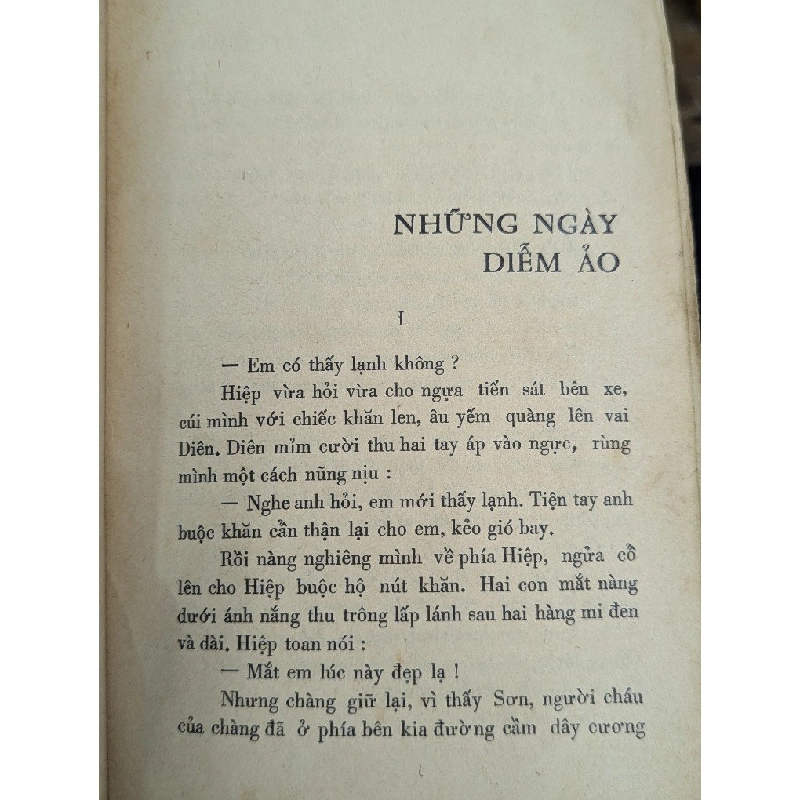 NHỮNG NGÀY
DIỄM ẢO
I
— Em có thấy lạnh không ?
Hiệp vừa hỏi vừa cho ngựa tiến sát bên xe,
cúi mình với chiếc khăn len, âu yếm quàng lên vai
Diên. Diên mỉm cười thu hai tay áp vào ngực, rùng
mình một cách nũng nịu :
— Nghe anh hỏi, em mới thấy lạnh. Tiện tay anh
buộc khăn cẩn thận lại cho em, kẻo gió bay.
Rồi nàng nghiêng mình về phía Hiệp, ngửa cổ
lên cho Hiệp buộc hộ nút khăn. Hai con mắt nàng
dưới ánh nắng thu trông lấp lánh sau hai hàng mi đen
và dài. Hiệp toan nói :
— Mắt em lúc này đẹp lạ !
Nhưng chàng giữ lại, vì thấy Sơn, người cháu
của chàng đã ở phía bên kia đường cầm dây cương